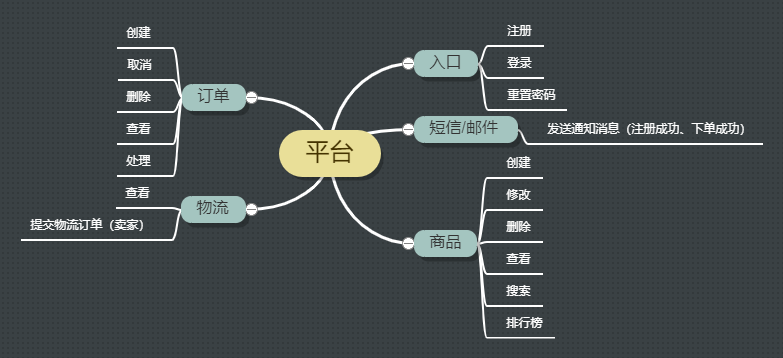 平台
入口
注册
登录
重置密码
短信/邮件
发送通知消息（注册成功、下单成功）
商品
创建
修改
删除
查看
搜索
排行榜
订单
创建
取消
删除
查看
处理
物流
查看
提交物流订单（卖家）